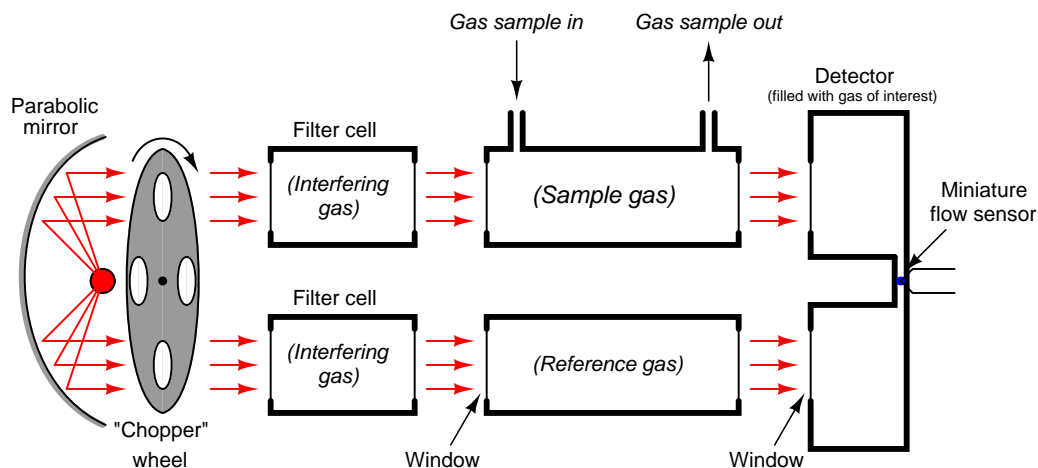 Gas sample in
Gas sample out
Detector
(filled with gas of interest)
Parabolic
mirror
Filter cell
(Interfering
gas)
(Sample gas)
Miniature
flow sensor
Filter cell
(Interfering
gas)
(Reference gas)
"Chopper"
wheel
Window
Window